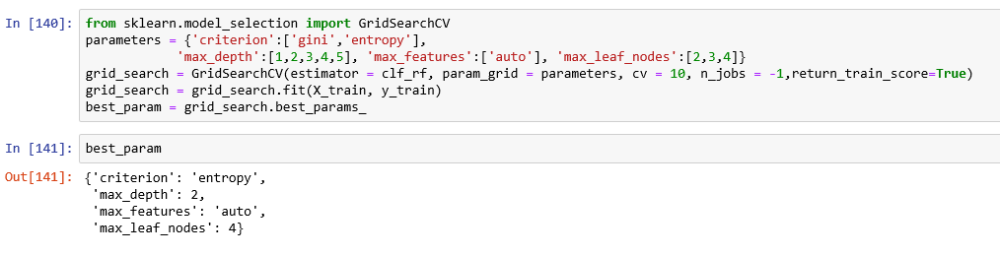 In [140]: from sklearn.model_selection import GridSearchCV
parameters = {'criterion':['gini','entropy'],
'max_depth':[1,2,3,4,5], 'max_features':['auto'], 'max_leaf_nodes':[2,3,4]}
grid_search = GridSearchCV(estimator = clf_rf, param_grid = parameters, cv = 10, n_jobs = -1,return_train_score=True)
grid_search = grid_search.fit(X_train, y_train)
best_param = grid_search.best_params_
In [141]: best_param
Out[141]: {'criterion': 'entropy',
'max_depth': 2,
'max_features': 'auto',
'max_leaf_nodes': 4}